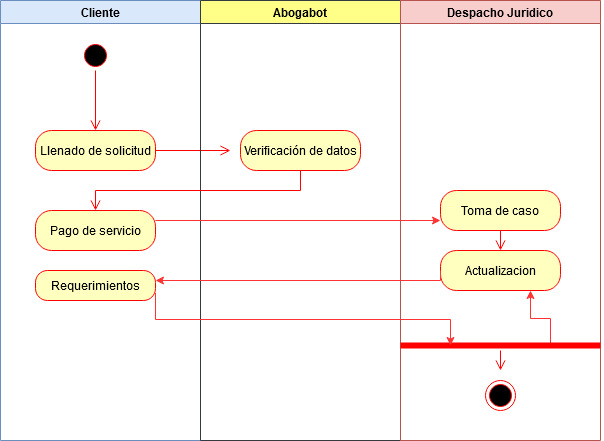 Cliente
Abogabot
Despacho Juridico
Llenado de solicitud
Verificación de datos
Pago de servicio
Toma de caso
Requerimientos
Actualizacion